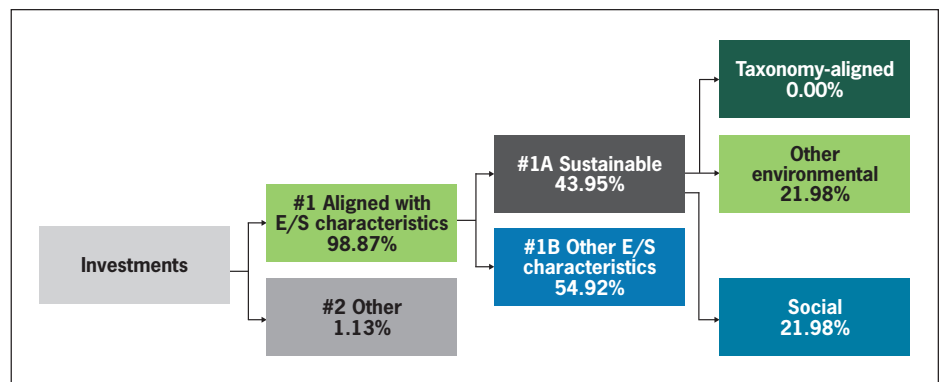 Investments
#1 Aligned with
E/S characteristics
98.87%
#2 Other
1.13%
#1A Sustainable
43.95%
#1B Other E/S
characteristics
54.92%
Taxonomy-aligned
0.00%
Other
environmental
21.98%
Social
21.98%